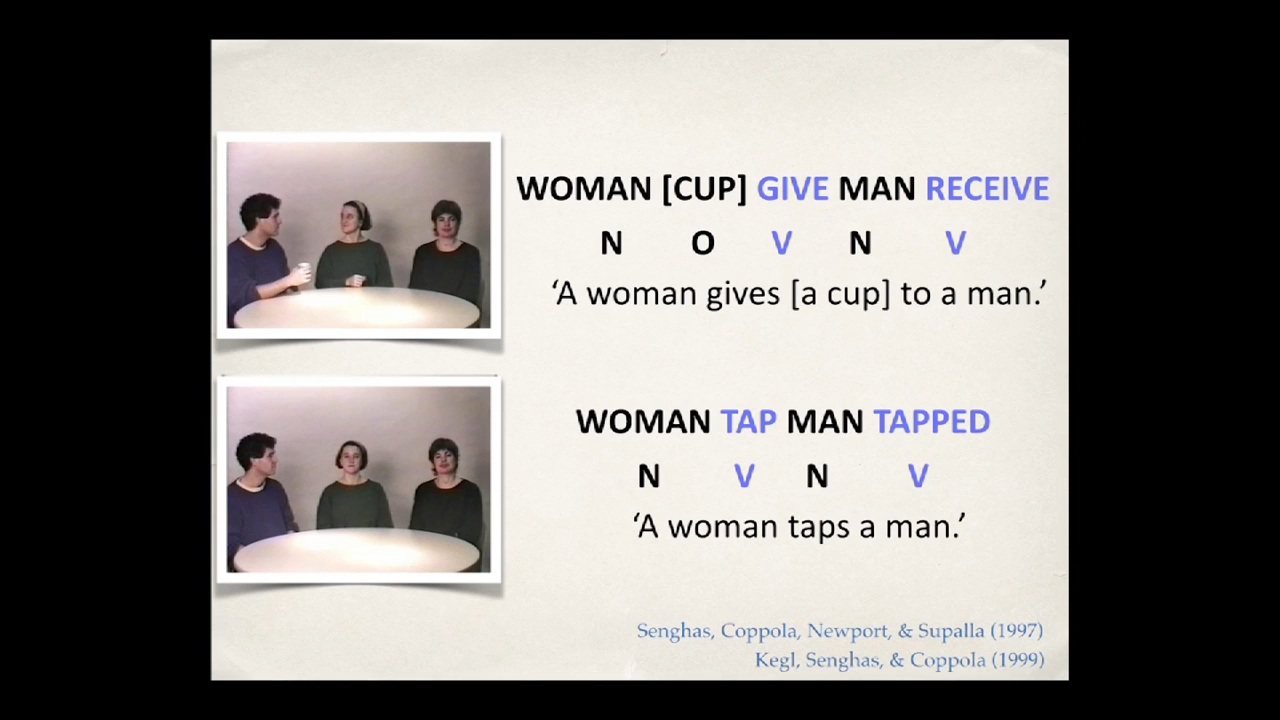 WOMAN [CUP] GIVE MAN RECEIVE
N O V N V
‘A woman gives [a cup] to a man.’
WOMAN TAP MAN TAPPED
N V N V
‘A woman taps a man.’
Senghas, Coppola, Newport, & Supalla (1997)
Kegl, Senghas, & Coppola (1999)